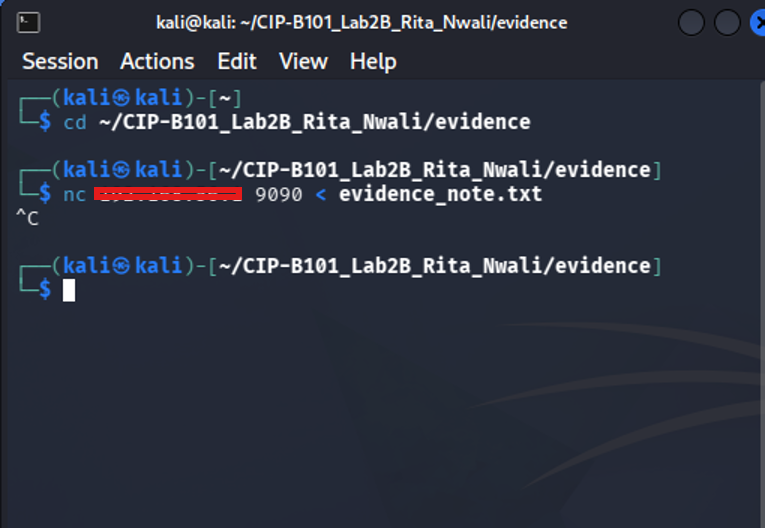 kali@kali: ~/CIP-B101_Lab2B_Rita_Nwali/evidence
Session Actions Edit View Help
┌──(kali㉿kali)-[~]
└─$ cd ~/CIP-B101_Lab2B_Rita_Nwali/evidence
┌──(kali㉿kali)-[~/CIP-B101_Lab2B_Rita_Nwali/evidence]
└─$ nc 9090 < evidence_note.txt
^C
┌──(kali㉿kali)-[~/CIP-B101_Lab2B_Rita_Nwali/evidence]
└─$